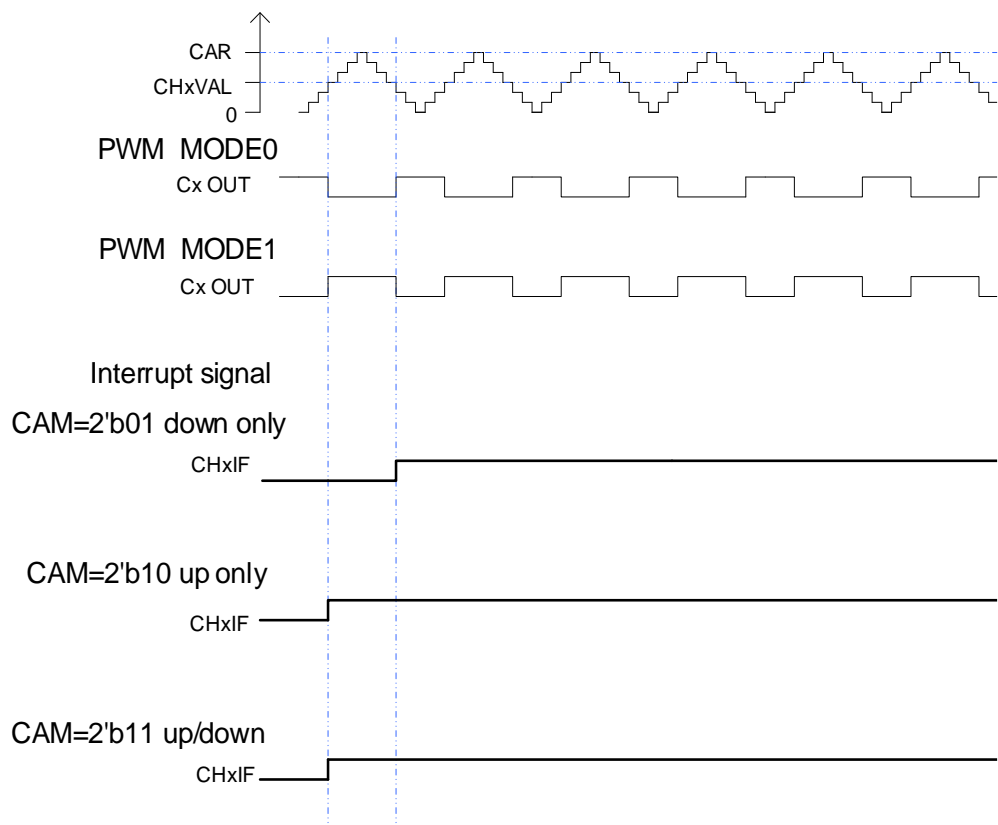 CAR
CHxVAL
0
PWM MODE0
Cx OUT
PWM MODE1
Cx OUT
Interrupt signal
CAM=2'b01 down only
CHxIF
CAM=2'b10 up only
CHxIF
CAM=2'b11 up/down
CHxIF